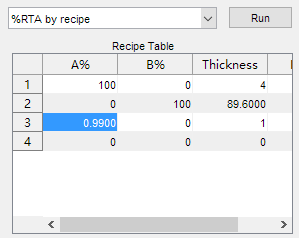 %RTA by recipe Run
Recipe Table
A% B% Thickness
1 100 0 4
2 0 100 89.6000
3 0.9900 0 1
4 0 0 0